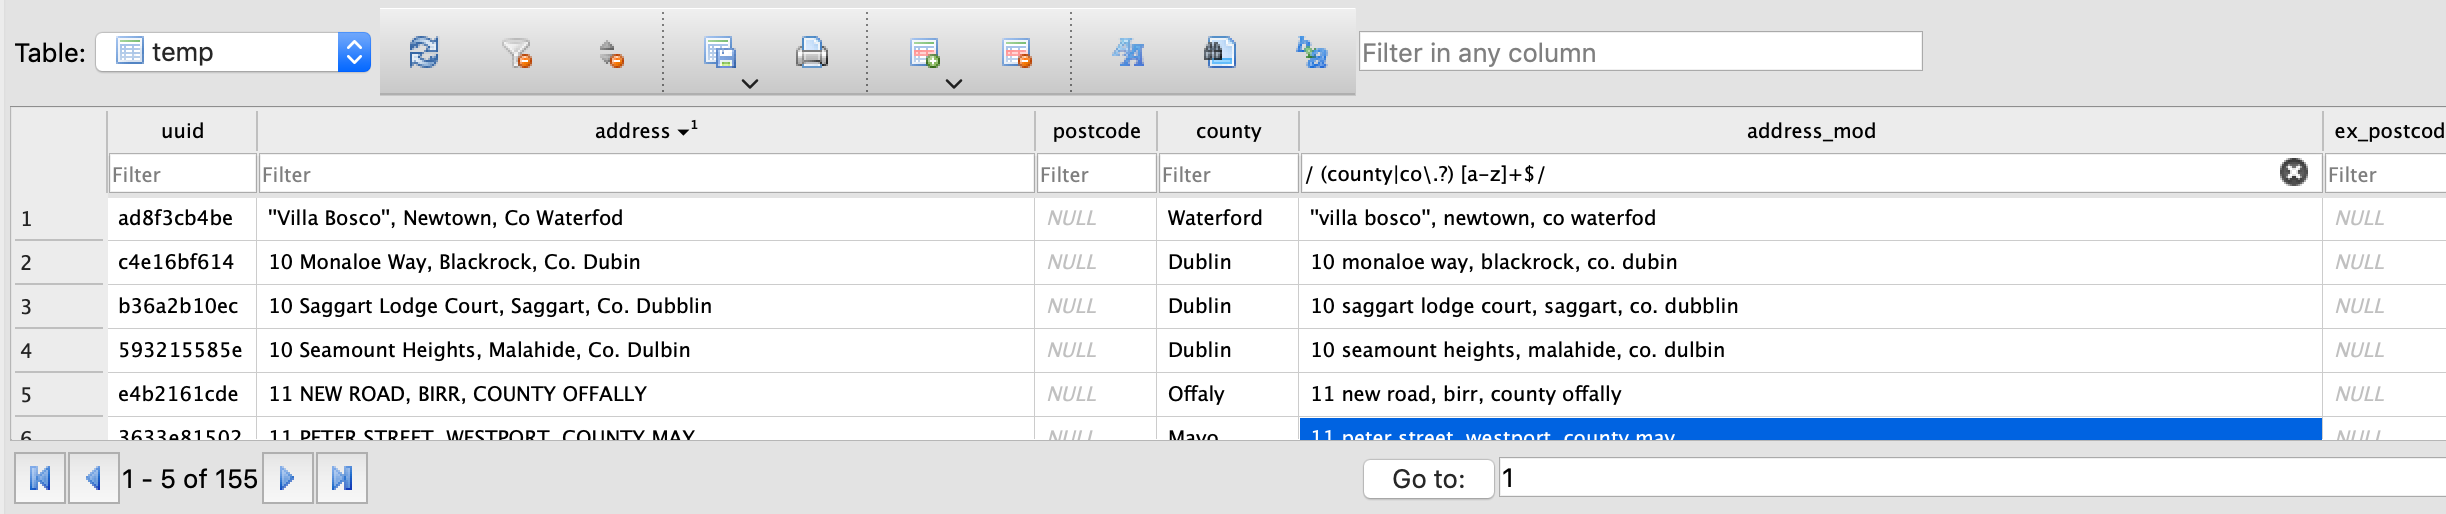 Table: temp Filter in any column
uuid address 1 postcode county address_mod ex_postcod
Filter Filter Filter Filter / (county|co\.?) [a-z]+$/ Filter
1 ad8f3cb4be "Villa Bosco", Newtown, Co Waterfod NULL Waterford "villa bosco", newtown, co waterfod NULL
2 c4e16bf614 10 Monaloe Way, Blackrock, Co. Dubin NULL Dublin 10 monaloe way, blackrock, co. dubin NULL
3 b36a2b10ec 10 Saggart Lodge Court, Saggart, Co. Dubblin NULL Dublin 10 saggart lodge court, saggart, co. dubblin NULL
4 593215585e 10 Seamount Heights, Malahide, Co. Dulbin NULL Dublin 10 seamount heights, malahide, co. dulbin NULL
5 e4b2161cde 11 NEW ROAD, BIRR, COUNTY OFFALLY NULL Offaly 11 new road, birr, county offally NULL
6 3633e81502 11 PETER STREET, WESTPORT, COUNTY MAY NULL Mayo 11 peter street, westport, county may NULL
1 - 5 of 155 Go to: 1